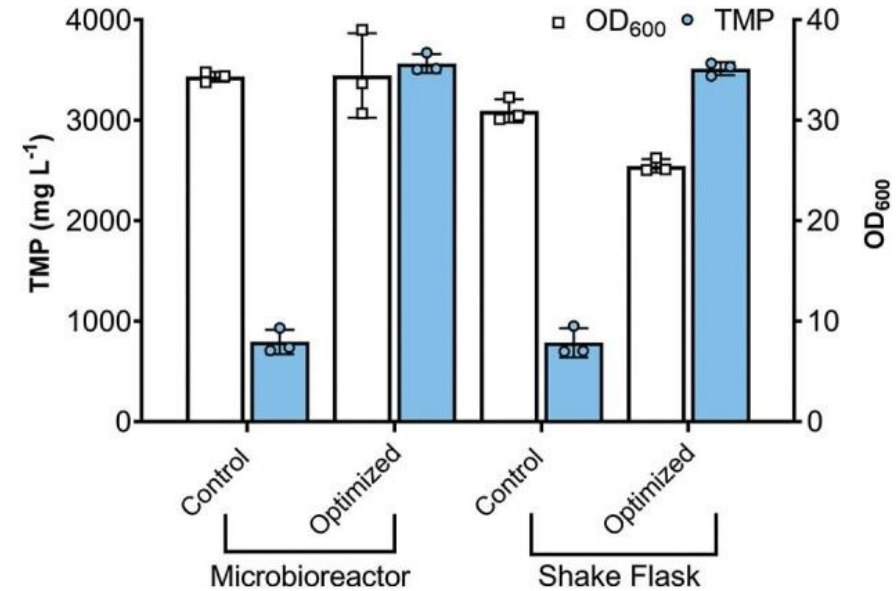 OD600 TMP
4000
3000
2000
1000
0
TMP (mg L-1)
40
30
20
10
0
OD600
Control
Optimized
Control
Optimized
Microbioreactor
Shake Flask